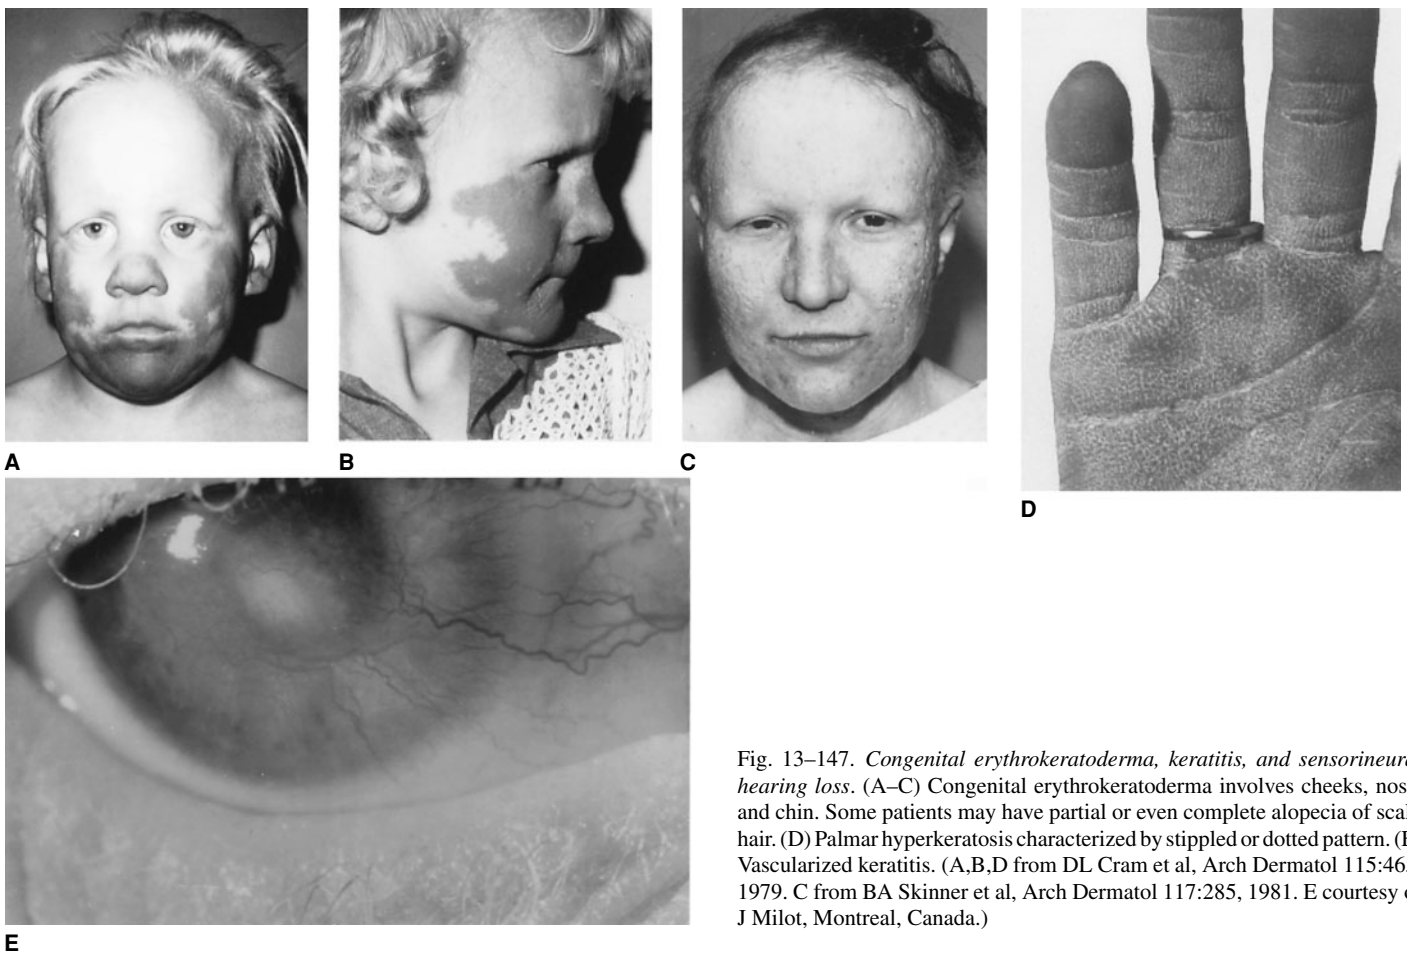 A
B
C
D
E
Fig. 13–147. Congenital erythrokeratoderma, keratitis, and sensorineura
hearing loss. (A–C) Congenital erythrokeratoderma involves cheeks, nos
and chin. Some patients may have partial or even complete alopecia of scal
hair. (D) Palmar hyperkeratosis characterized by stippled or dotted pattern. (E
Vascularized keratitis. (A,B,D from DL Cram et al, Arch Dermatol 115:46
1979. C from BA Skinner et al, Arch Dermatol 117:285, 1981. E courtesy o
J Milot, Montreal, Canada.)